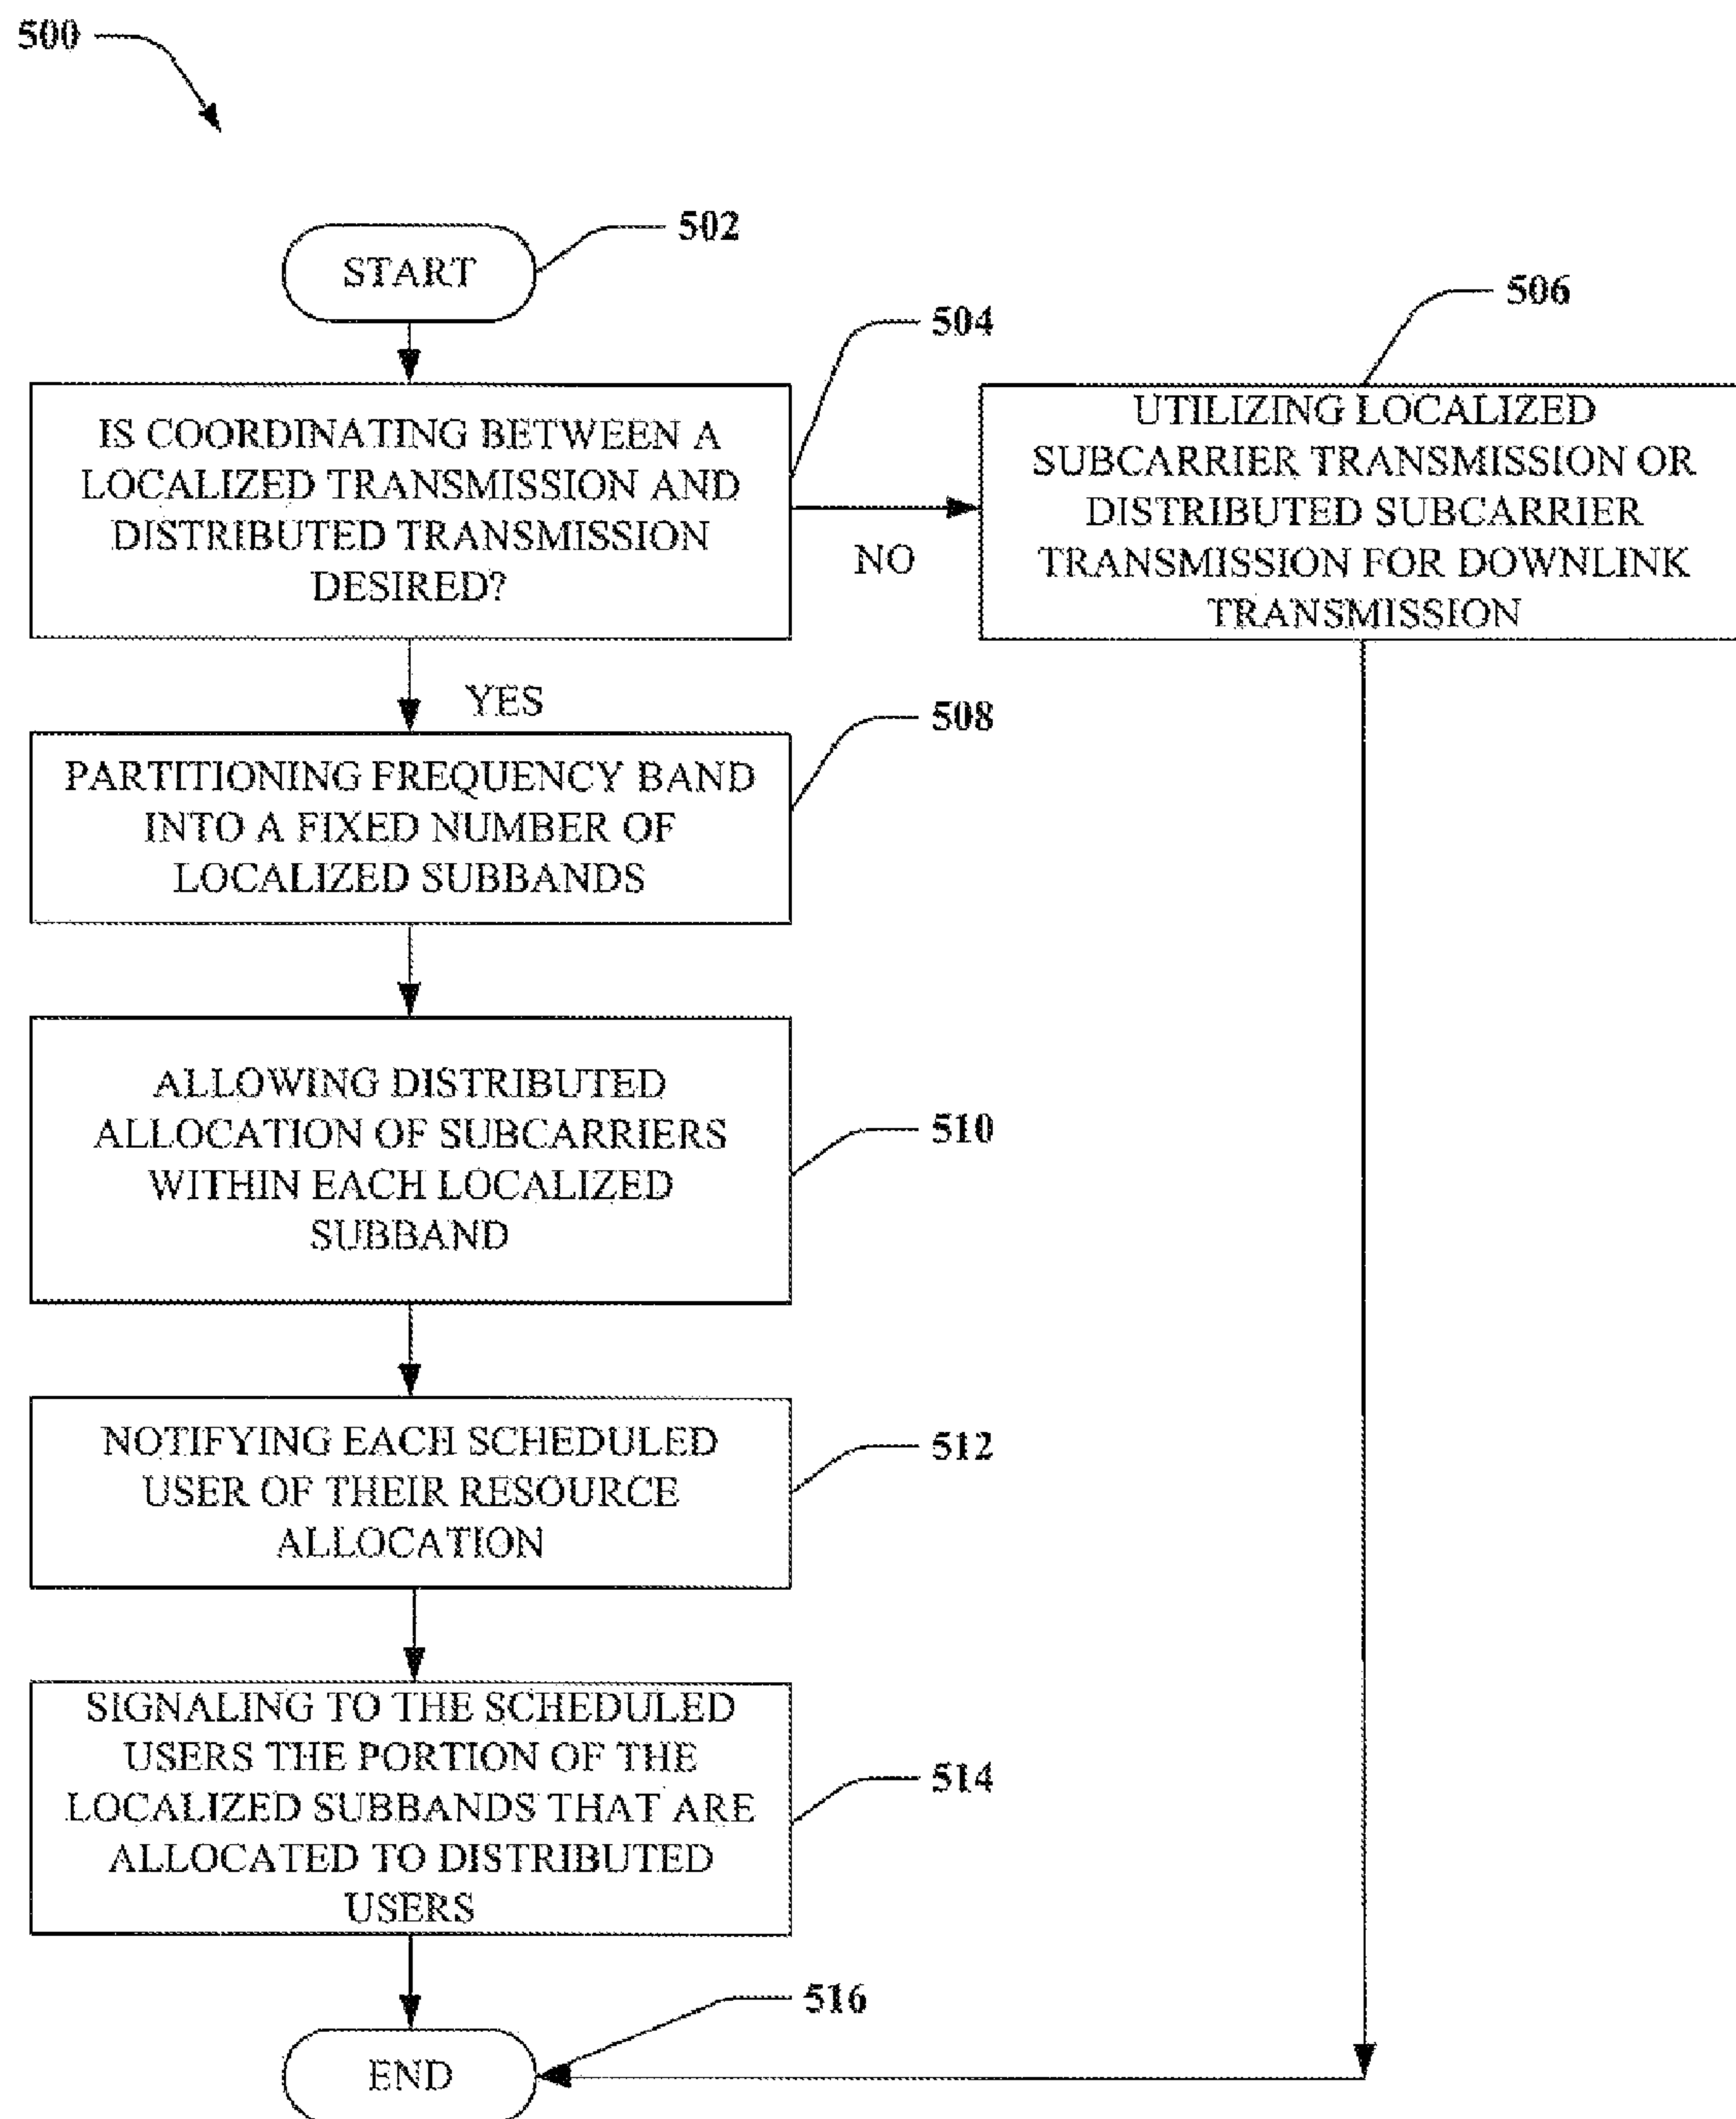 500
502
START
504
506
IS COORDINATING BETWEEN A
LOCALIZED TRANSMISSION AND
DISTRIBUTED TRANSMISSION
DESIRED?
NO
UTILIZING LOCALIZED
SUBCARRIER TRANSMISSION OR
DISTRIBUTED SUBCARRIER
TRANSMISSION FOR DOWNLINK
TRANSMISSION
YES
508
PARTITIONING FREQUENCY BAND
INTO A FIXED NUMBER OF
LOCALIZED SUBBANDS
ALLOWING DISTRIBUTED
ALLOCATION OF SUBCARRIERS
WITHIN EACH LOCALIZED
SUBBAND
510
NOTIFYING EACH SCHEDULED
USER OF THEIR RESOURCE
ALLOCATION
512
SIGNALING TO THE SCHEDULED
USERS THE PORTION OF THE
LOCALIZED SUBBANDS THAT ARE
ALLOCATED TO DISTRIBUTED
USERS
514
516
END